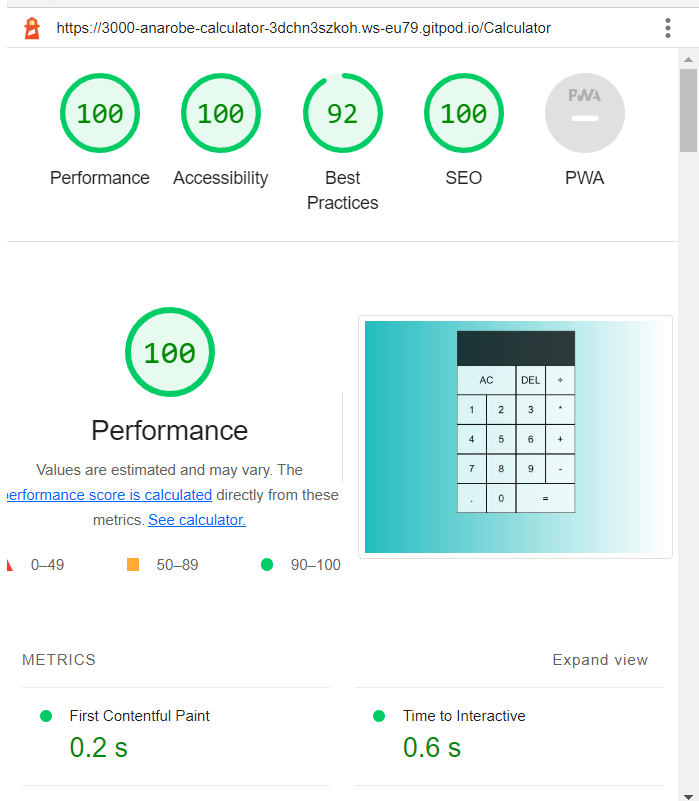 https://3000-anarobe-calculator-3dchn3szkoh.ws-eu79.gitpod.io/Calculator
100 100 92 100 PWA
Performance Accessibility Best Practices SEO PWA
100
Performance
Values are estimated and may vary. The
performance score is calculated directly from these
metrics. See calculator.
0–49 50–89 90–100
AC DEL ÷
1 2 3 *
4 5 6 +
7 8 9 -
. 0 =
METRICS Expand view
First Contentful Paint Time to Interactive
0.2 s 0.6 s